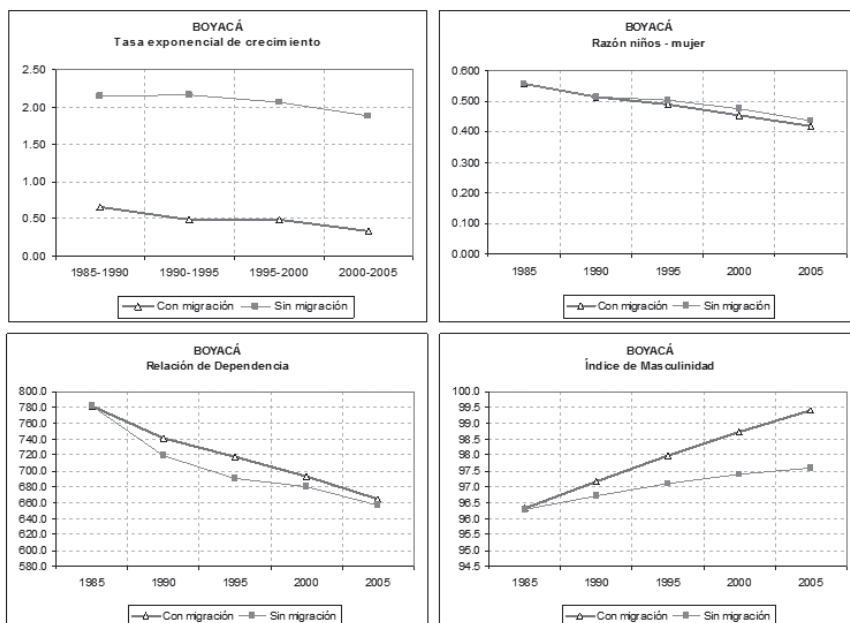 BOYACÁ
Tasa exponencial de crecimiento
2.50
2.00
1.50
1.00
0.50
0.00
1985-1990 1990-1995 1995-2000 2000-2005
Con migración Sin migración
BOYACÁ
Razón niños - mujer
0.600
0.500
0.400
0.300
0.200
0.100
0.000
1985 1990 1995 2000 2005
Con migración Sin migración
BOYACÁ
Relación de Dependencia
800.0
780.0
760.0
740.0
720.0
700.0
680.0
660.0
640.0
620.0
600.0
580.0
1985 1990 1995 2000 2005
Con migración Sin migración
BOYACÁ
Índice de Masculinidad
100.0
99.5
99.0
98.5
98.0
97.5
97.0
96.5
96.0
95.5
95.0
94.5
1985 1990 1995 2000 2005
Con migración Sin migración